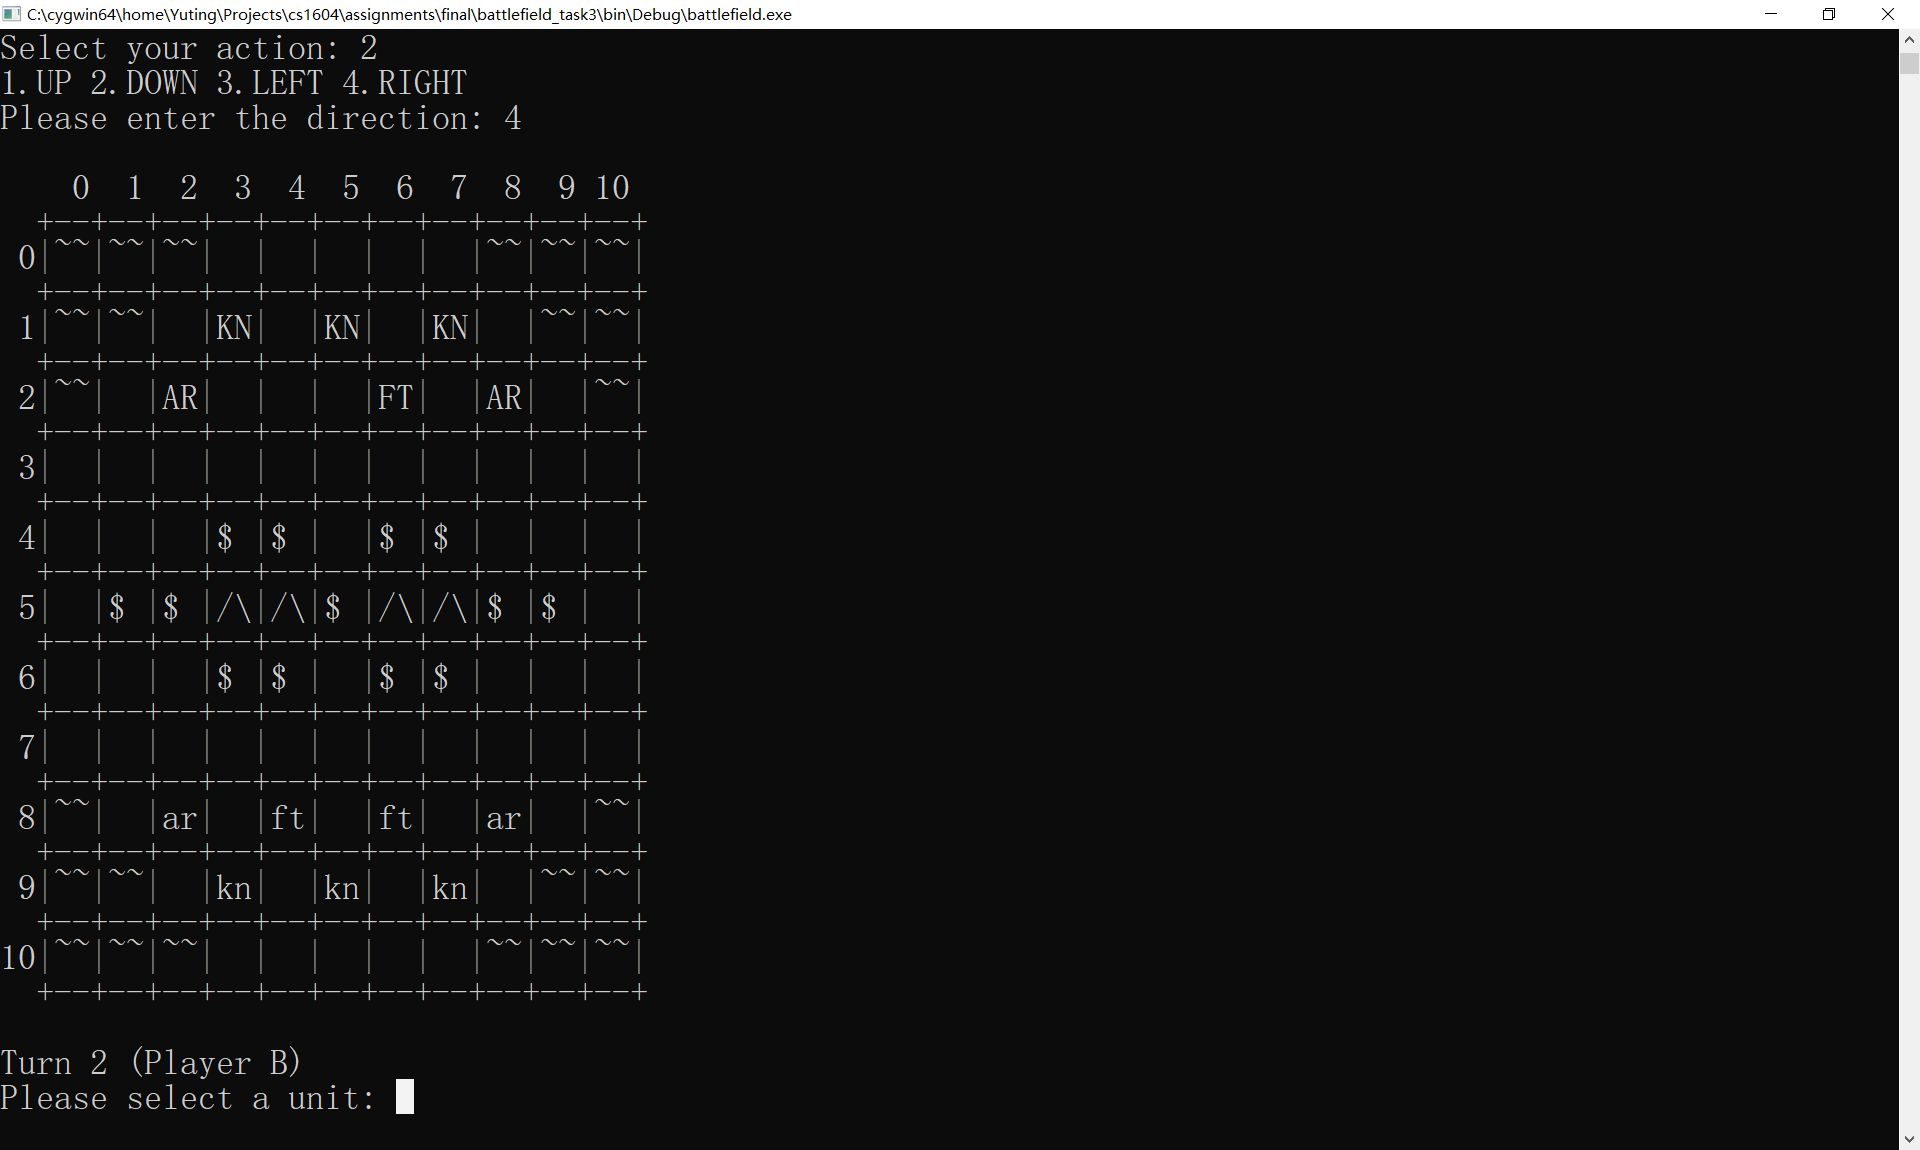 C:\cygwin64\home\Yuting\Projects\cs1604\assignments\final\battlefield_task3\bin\Debug\battlefield.exe
Select your action: 2
1.UP 2.DOWN 3.LEFT 4.RIGHT
Please enter the direction: 4
    0  1  2  3  4  5  6  7  8  9 10
  +--+--+--+--+--+--+--+--+--+--+--+
 0|~~|~~|~~|  |  |  |  |  |~~|~~|~~|
  +--+--+--+--+--+--+--+--+--+--+--+
 1|~~|~~|  |KN|  |KN|  |KN|  |~~|~~|
  +--+--+--+--+--+--+--+--+--+--+--+
 2|~~|  |AR|  |  |  |FT|  |AR|  |~~|
  +--+--+--+--+--+--+--+--+--+--+--+
 3|  |  |  |  |  |  |  |  |  |  |  |
  +--+--+--+--+--+--+--+--+--+--+--+
 4|  |  |  |$ |$ |  |$ |$ |  |  |  |
  +--+--+--+--+--+--+--+--+--+--+--+
 5|  |$ |$ |/\|/\|$ |/\|/\|$ |$ |  |
  +--+--+--+--+--+--+--+--+--+--+--+
 6|  |  |  |$ |$ |  |$ |$ |  |  |  |
  +--+--+--+--+--+--+--+--+--+--+--+
 7|  |  |  |  |  |  |  |  |  |  |  |
  +--+--+--+--+--+--+--+--+--+--+--+
 8|~~|  |ar|  |ft|  |ft|  |ar|  |~~|
  +--+--+--+--+--+--+--+--+--+--+--+
 9|~~|~~|  |kn|  |kn|  |kn|  |~~|~~|
  +--+--+--+--+--+--+--+--+--+--+--+
10|~~|~~|~~|  |  |  |  |  |~~|~~|~~|
  +--+--+--+--+--+--+--+--+--+--+--+
Turn 2 (Player B)
Please select a unit: